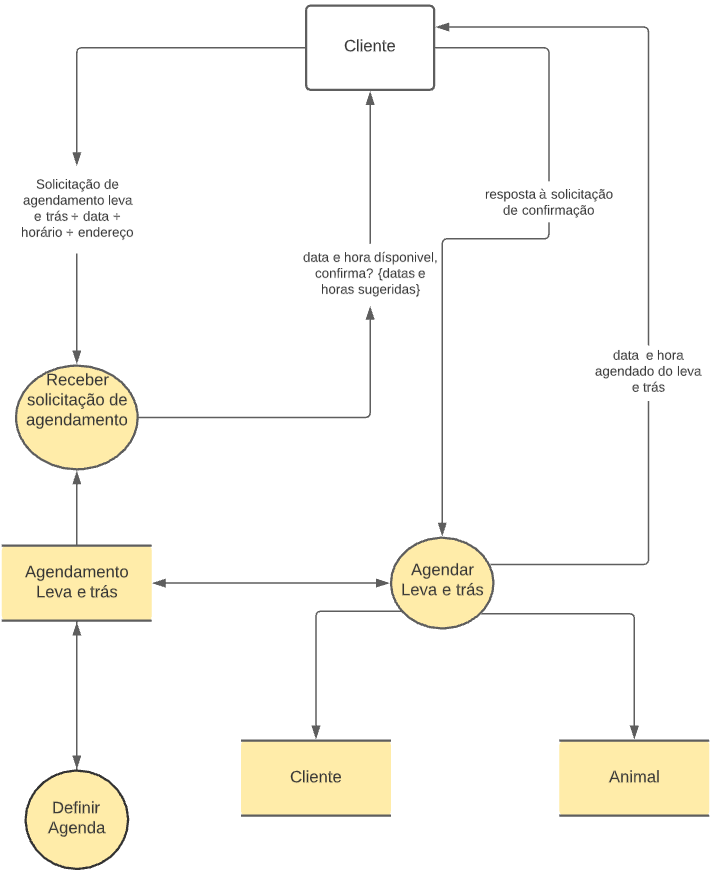 Cliente
Solicitação de
agendamento leva
e trás + data +
horário + endereço
resposta à solicitação
de confirmação
data e hora dísponivel,
confirma? {datas e
horas sugeridas}
data e hora
agendado do leva
e trás
Receber
solicitação de
agendamento
Agendamento
Leva e trás
Agendar
Leva e trás
Cliente
Animal
Definir
Agenda